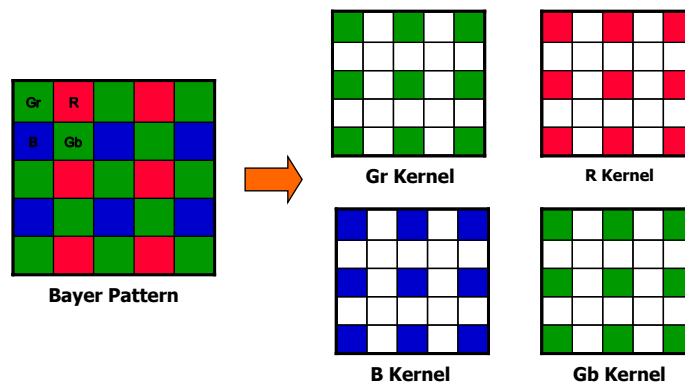 Gr R
B Gb
Bayer Pattern
Gr Kernel
R Kernel
B Kernel
Gb Kernel